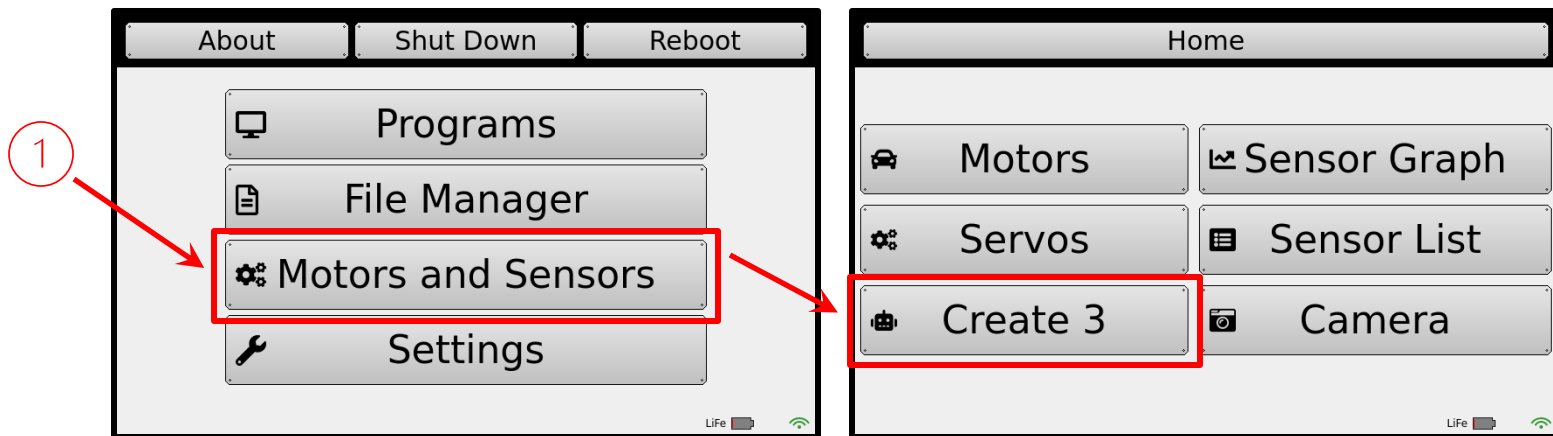 About
Shut Down
Reboot
1
Programs
File Manager
Motors and Sensors
Settings
LiFe
Home
Motors
Sensor Graph
Servos
Sensor List
Create 3
Camera
LiFe